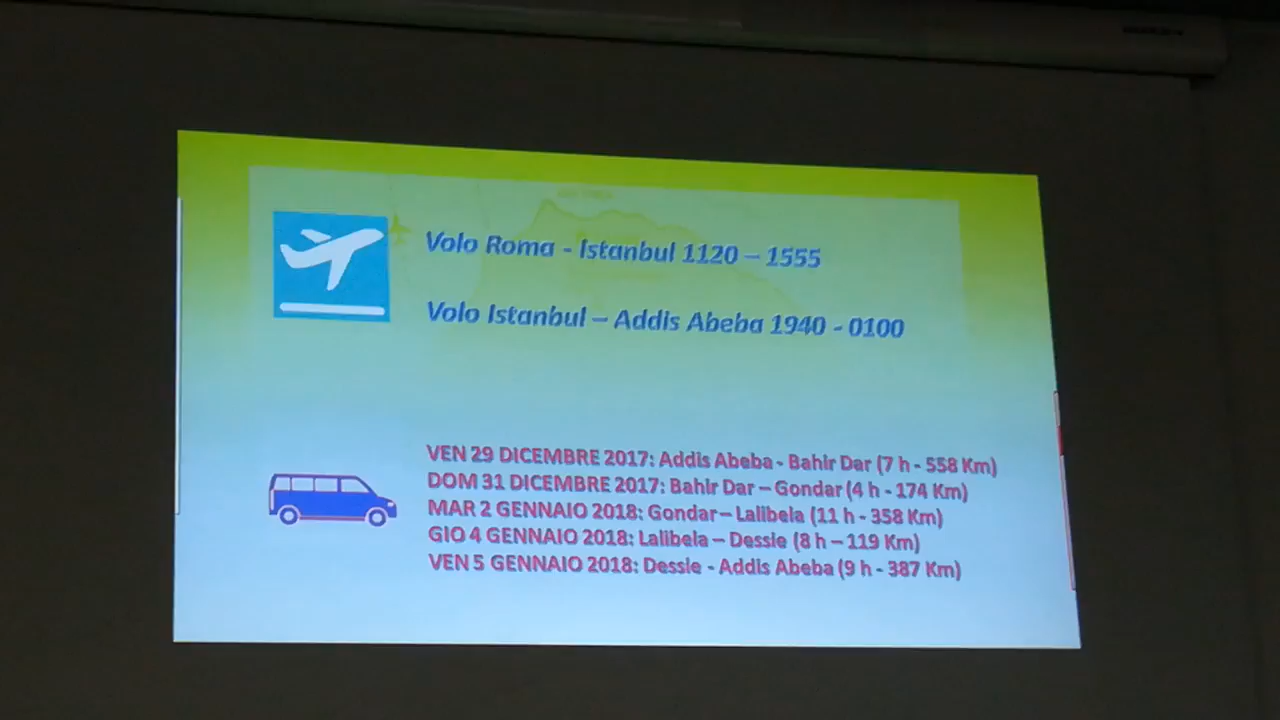 Volo Roma - Istanbul 1120 – 1555
Volo Istanbul – Addis Abeba 1940 - 0100
VEN 29 DICEMBRE 2017: Addis Abeba - Bahir Dar (7 h - 558 Km)
DOM 31 DICEMBRE 2017: Bahir Dar – Gondar (4 h - 174 Km)
MAR 2 GENNAIO 2018: Gondar – Lalibela (11 h - 358 Km)
GIO 4 GENNAIO 2018: Lalibela – Dessie (8 h – 119 Km)
VEN 5 GENNAIO 2018: Dessie - Addis Abeba (9 h - 387 Km)